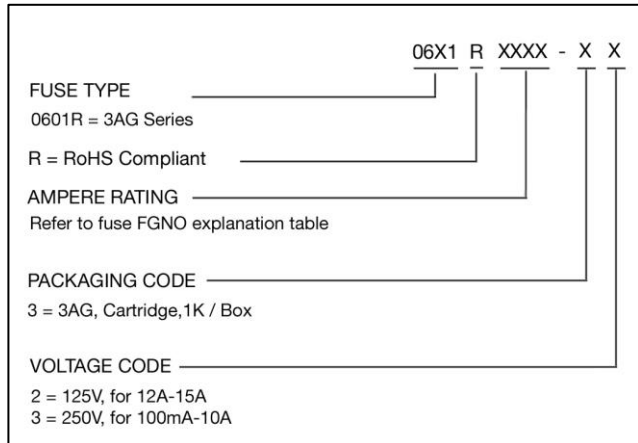 06X1 R XXXX - X X
FUSE TYPE
0601R = 3AG Series
R = RoHS Compliant
AMPERE RATING
Refer to fuse FGNO explanation table
PACKAGING CODE
3 = 3AG, Cartridge,1K / Box
VOLTAGE CODE
2 = 125V, for 12A-15A
3 = 250V, for 100mA-10A